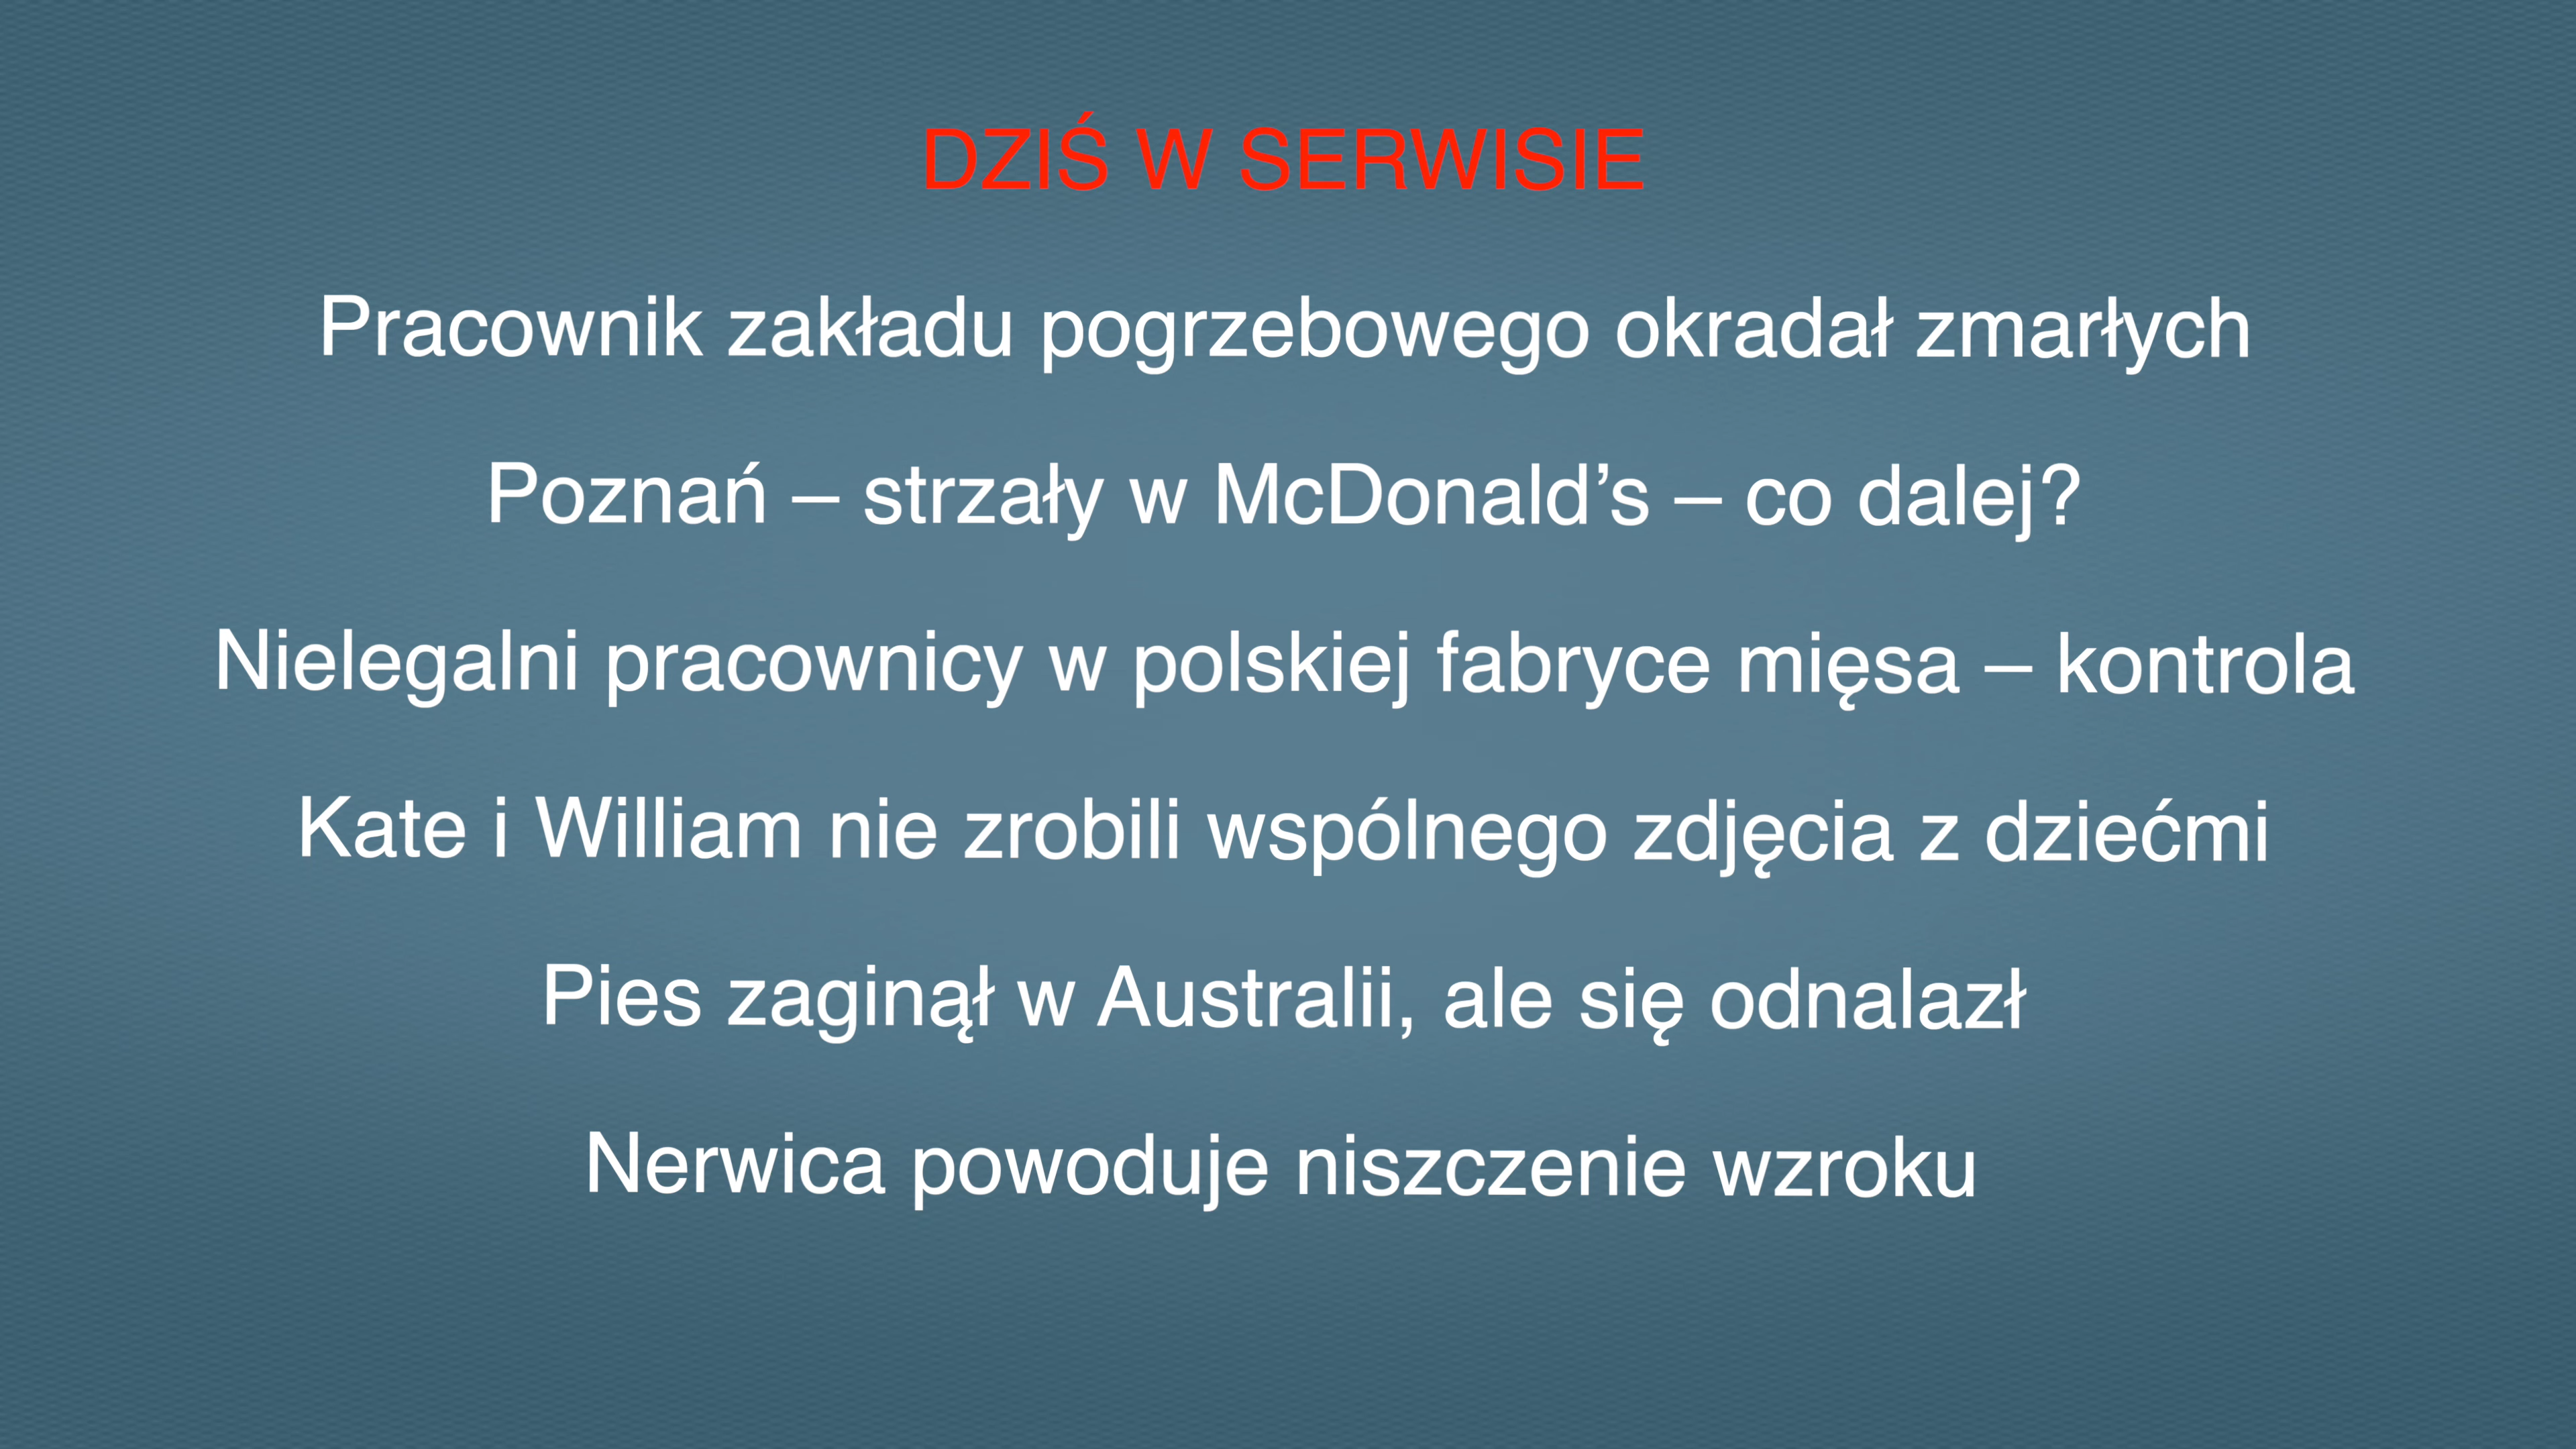 DZIŚ W SERWISIE
Pracownik zakładu pogrzebowego okradał zmarłych
Poznań – strzały w McDonald’s – co dalej?
Nielegalni pracownicy w polskiej fabryce mięsa – kontrola
Kate i William nie zrobili wspólnego zdjęcia z dziećmi
Pies zaginął w Australii, ale się odnalazł
Nerwica powoduje niszczenie wzroku